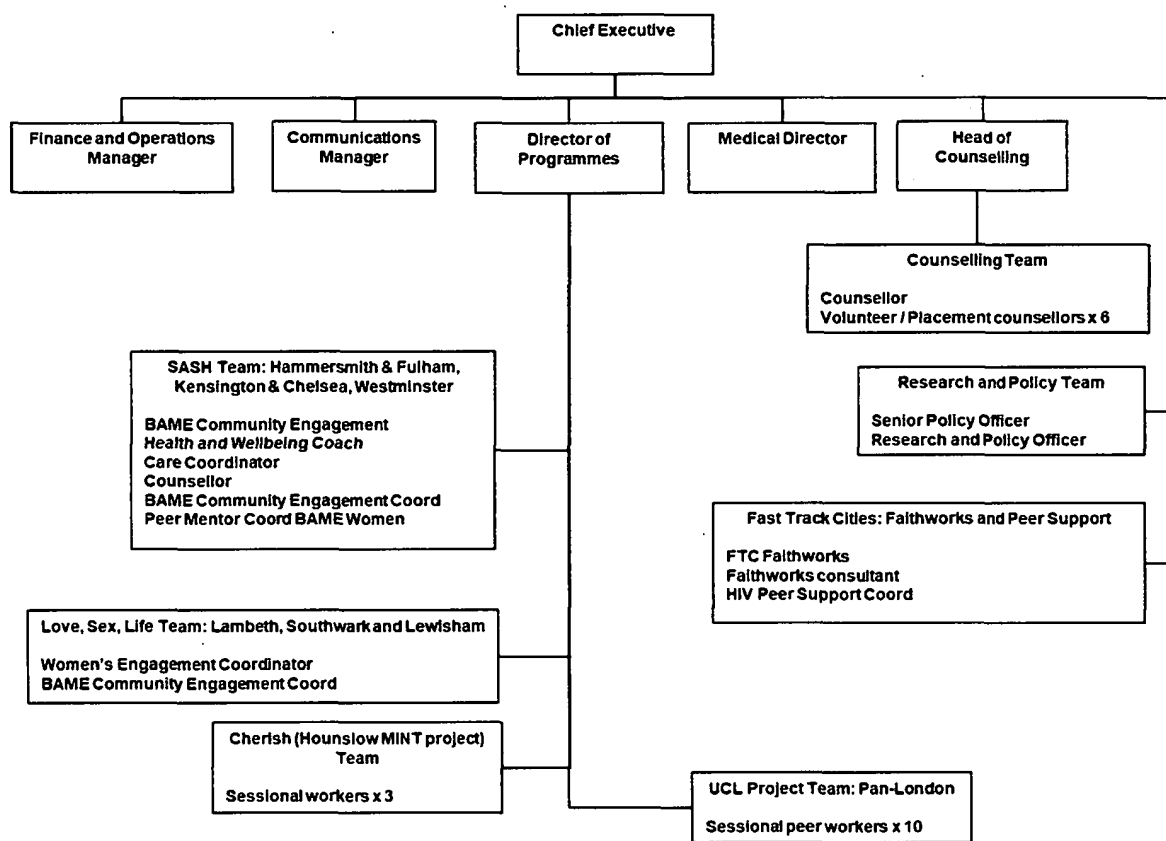 Chief Executive
Finance and Operations
Manager
Communications
Manager
Director of
Programmes
Medical Director
Head of
Counselling
Counselling Team
Counsellor
Volunteer / Placement counsellors x 6
SASH Team: Hammersmith & Fulham,
Kensington & Chelsea, Westminster
BAME Community Engagement
Health and Wellbeing Coach
Care Coordinator
Counsellor
BAME Community Engagement Coord
Peer Mentor Coord BAME Women
Research and Policy Team
Senior Policy Officer
Research and Policy Officer
Fast Track Cities: Faithworks and Peer Support
FTC Faithworks
Faithworks consultant
HIV Peer Support Coord
Love, Sex, Life Team: Lambeth, Southwark and Lewisham
Women's Engagement Coordinator
BAME Community Engagement Coord
Cherish (Hounslow MINT project)
Team
Sessional workers x 3
UCL Project Team: Pan-London
Sessional peer workers x 10